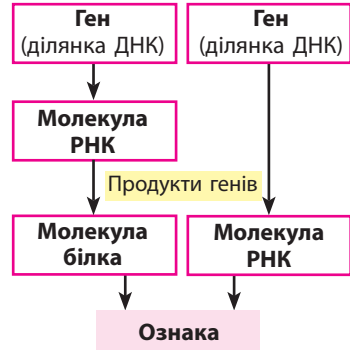 Ген
(ділянка ДНК)
Ген
(ділянка ДНК)
Молекула
РНК
Продукти генів
Молекула
білка
Молекула
РНК
Ознака